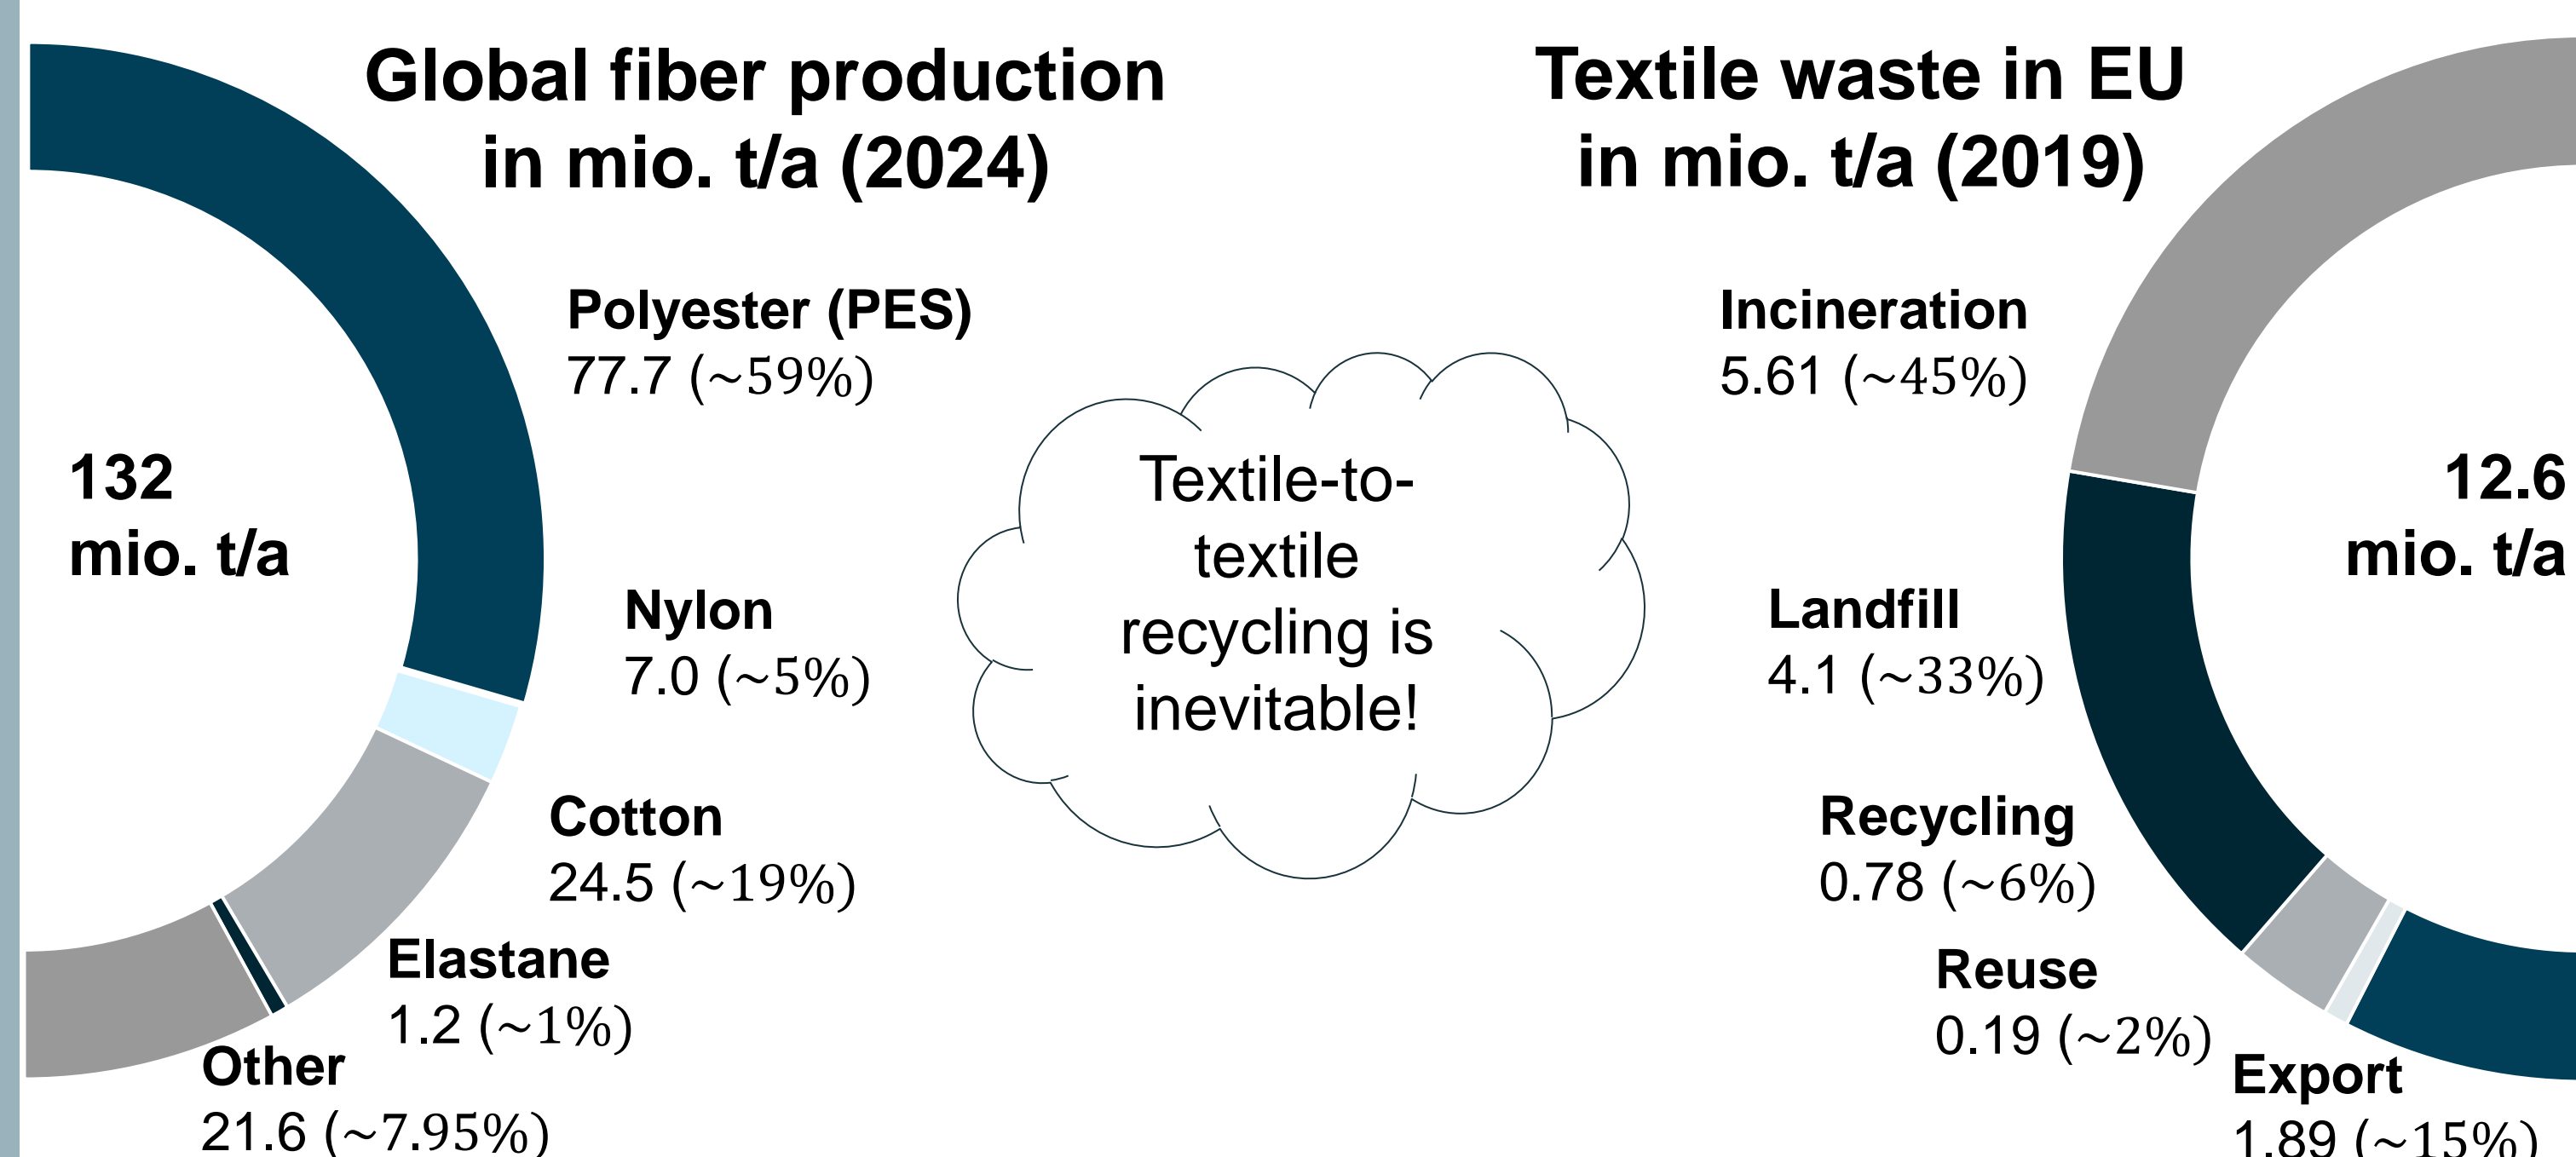 Global fiber production
in mio. t/a (2024)
Polyester (PES)
77.7 (~59%)
132
mio. t/a
Nylon
7.0 (~5%)
Cotton
24.5 (~19%)
Elastane
1.2 (~1%)
Other
21.6 (~7.95%)
Textile-to-
textile
recycling is
inevitable!
Textile waste in EU
in mio. t/a (2019)
Incineration
5.61 (~45%)
12.6
mio. t/a
Landfill
4.1 (~33%)
Recycling
0.78 (~6%)
Reuse
0.19 (~2%)
Export
1.89 (~15%)